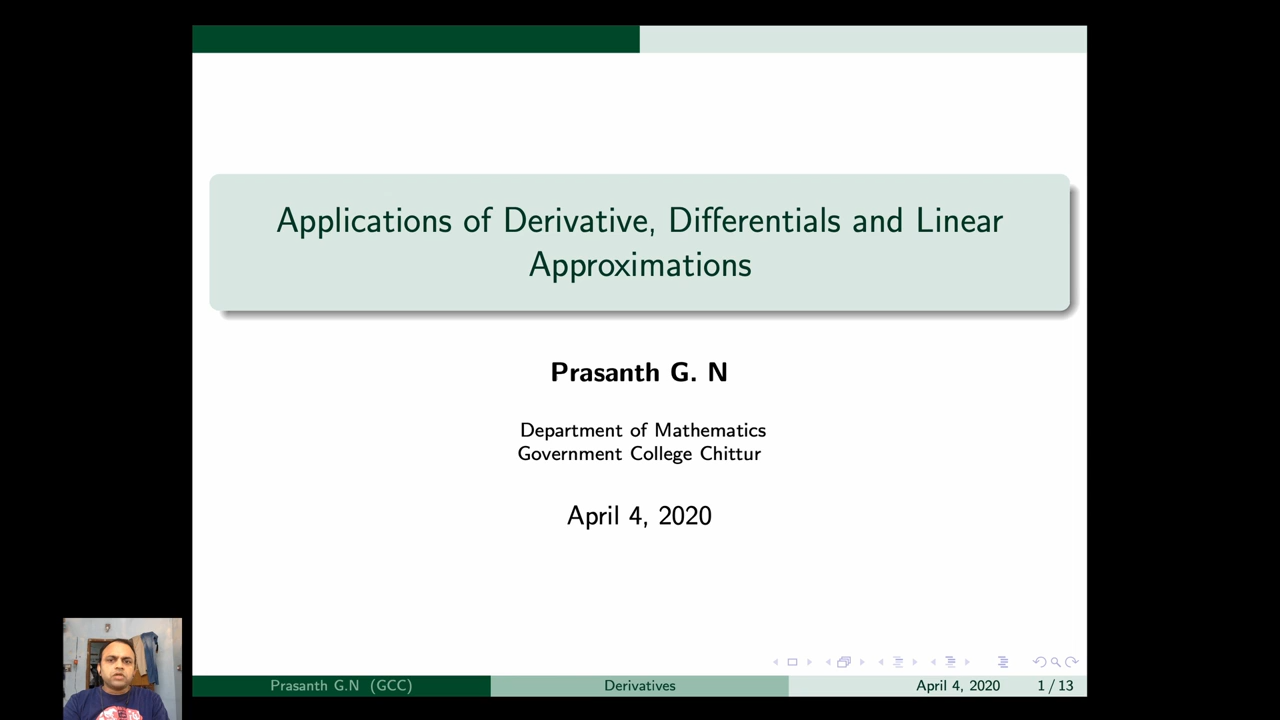 Applications of Derivative, Differentials and Linear
Approximations
Prasanth G. N
Department of Mathematics
Government College Chittur
April 4, 2020
Prasanth G.N (GCC)
Derivatives
April 4, 2020
1 / 13